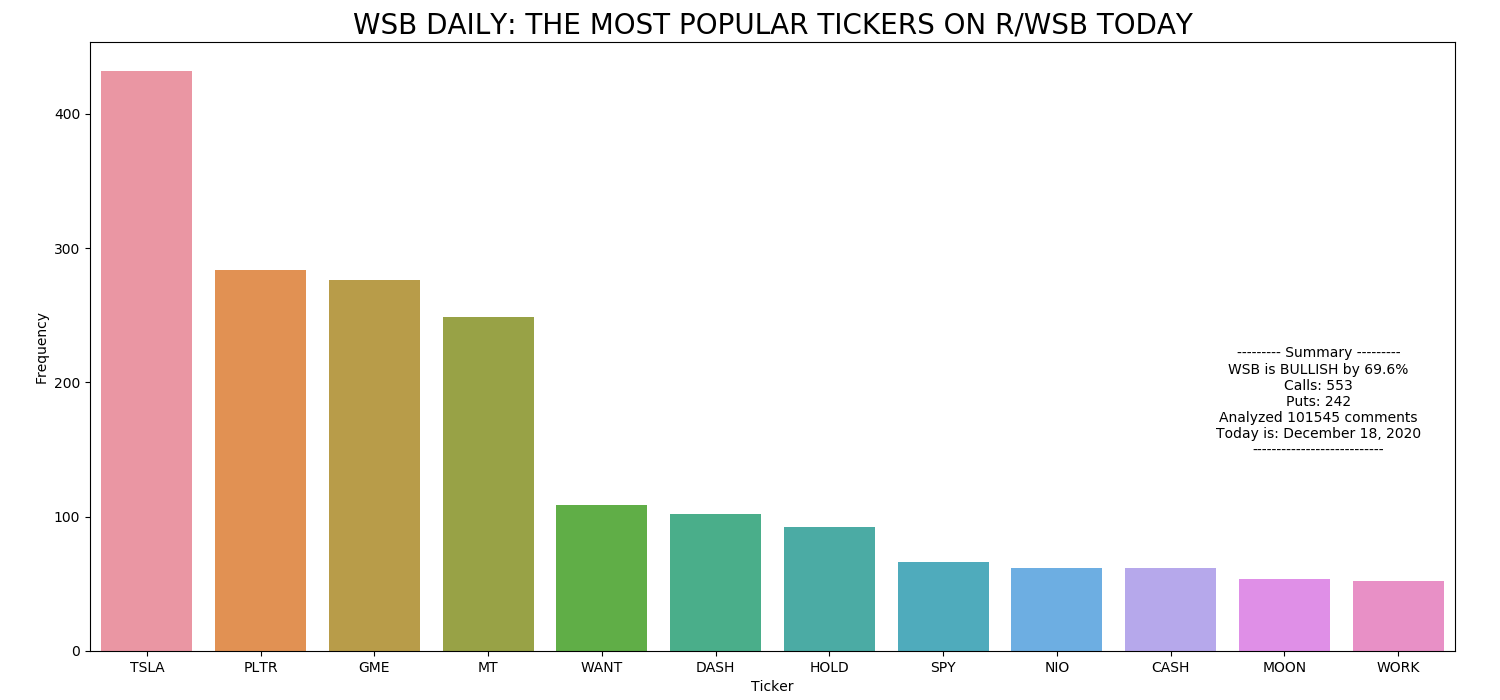 WSB DAILY: THE MOST POPULAR TICKERS ON R/WSB TODAY
400
300
200
100
0
Frequency
--------- Summary ---------
WSB is BULLISH by 69.6%
Calls: 553
Puts: 242
Analyzed 101545 comments
Today is: December 18, 2020
---------------------------
TSLA PLTR GME MT WANT DASH HOLD SPY NIO CASH MOON WORK
Ticker